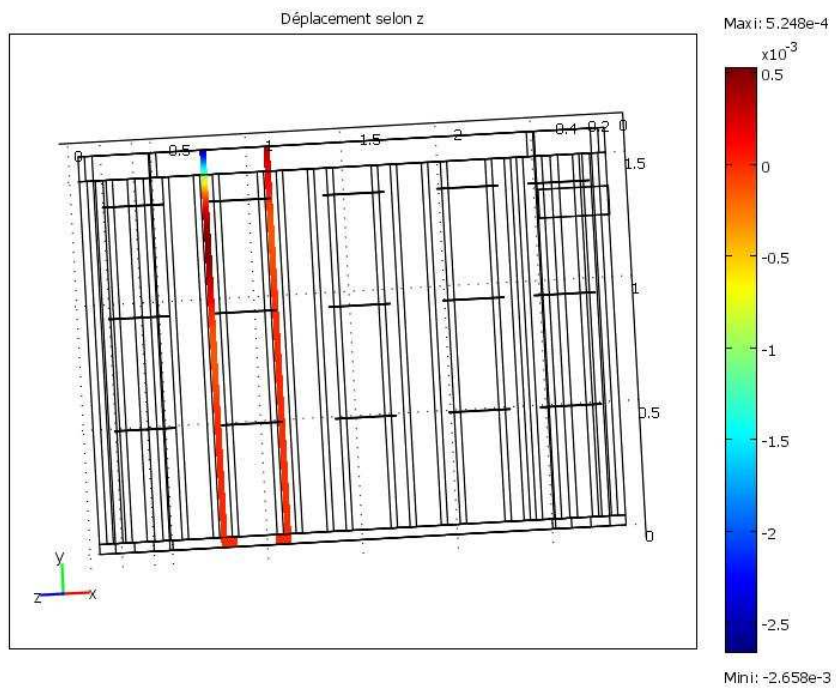 Déplacement selon z
Maxi: 5.248e-4
x10⁻³
0.5
0
-0.5
-1
-1.5
-2
-2.5
Mini: -2.658e-3
0 0.5 1 1.5 2 0.4 0.2 0
1.5
1
0.5
0
y
z x